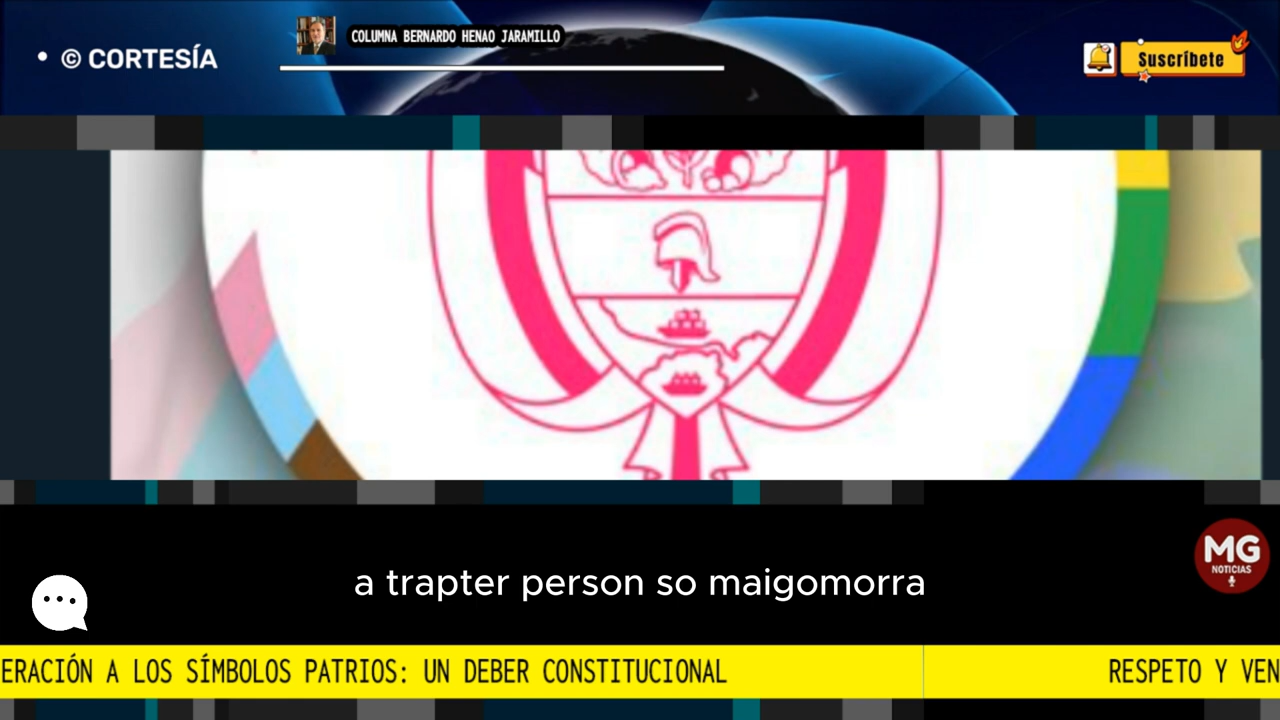 • © CORTESÍA
COLUMNA BERNARDO HENAO JARAMILLO
Suscríbete
a trapter person so maigomorra
MG
NOTICIAS
ERACIÓN A LOS SÍMBOLOS PATRIOS: UN DEBER CONSTITUCIONAL
RESPETO Y VEN